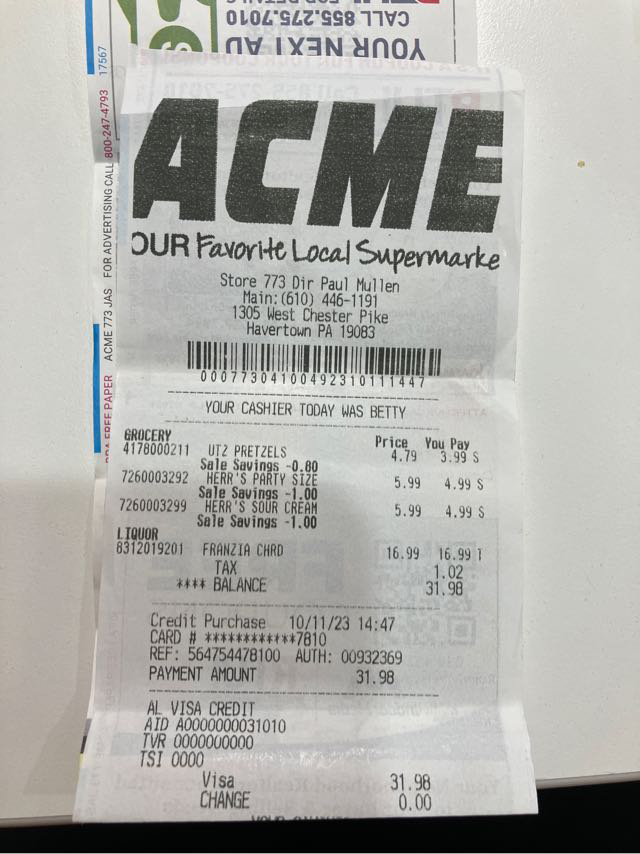 YOUR NEXT AD
CALL 855.275.7010
17567
ACME 773 JAS FOR ADVERTISING CALL 800-247-4793
FREE PAPER
ACME
OUR Favorite Local Supermarke
Store 773 Dir Paul Mullen
Main:(610) 446-1191
1305 West Chester Pike
Havertown PA 19083
00077304100492310111447
YOUR CASHIER TODAY WAS BETTY
GROCERY Price You Pay
4178000211 UTZ PRETZELS 4.79 3.99 S
Sale Savings -0.80
7260003292 HERR'S PARTY SIZE 5.99 4.99 S
Sale Savings -1.00
7260003299 HERR'S SOUR CREAM 5.99 4.99 S
Sale Savings -1.00
LIQUOR
8312019201 FRANZIA CHRD 16.99 16.99 T
TAX 1.02
**** BALANCE 31.98
Credit Purchase 10/11/23 14:47
CARD # ************7810
REF: 564754478100 AUTH: 00932369
PAYMENT AMOUNT 31.98
AL VISA CREDIT
AID A0000000031010
TVR 0000000000
TSI 0000
Visa 31.98
CHANGE 0.00